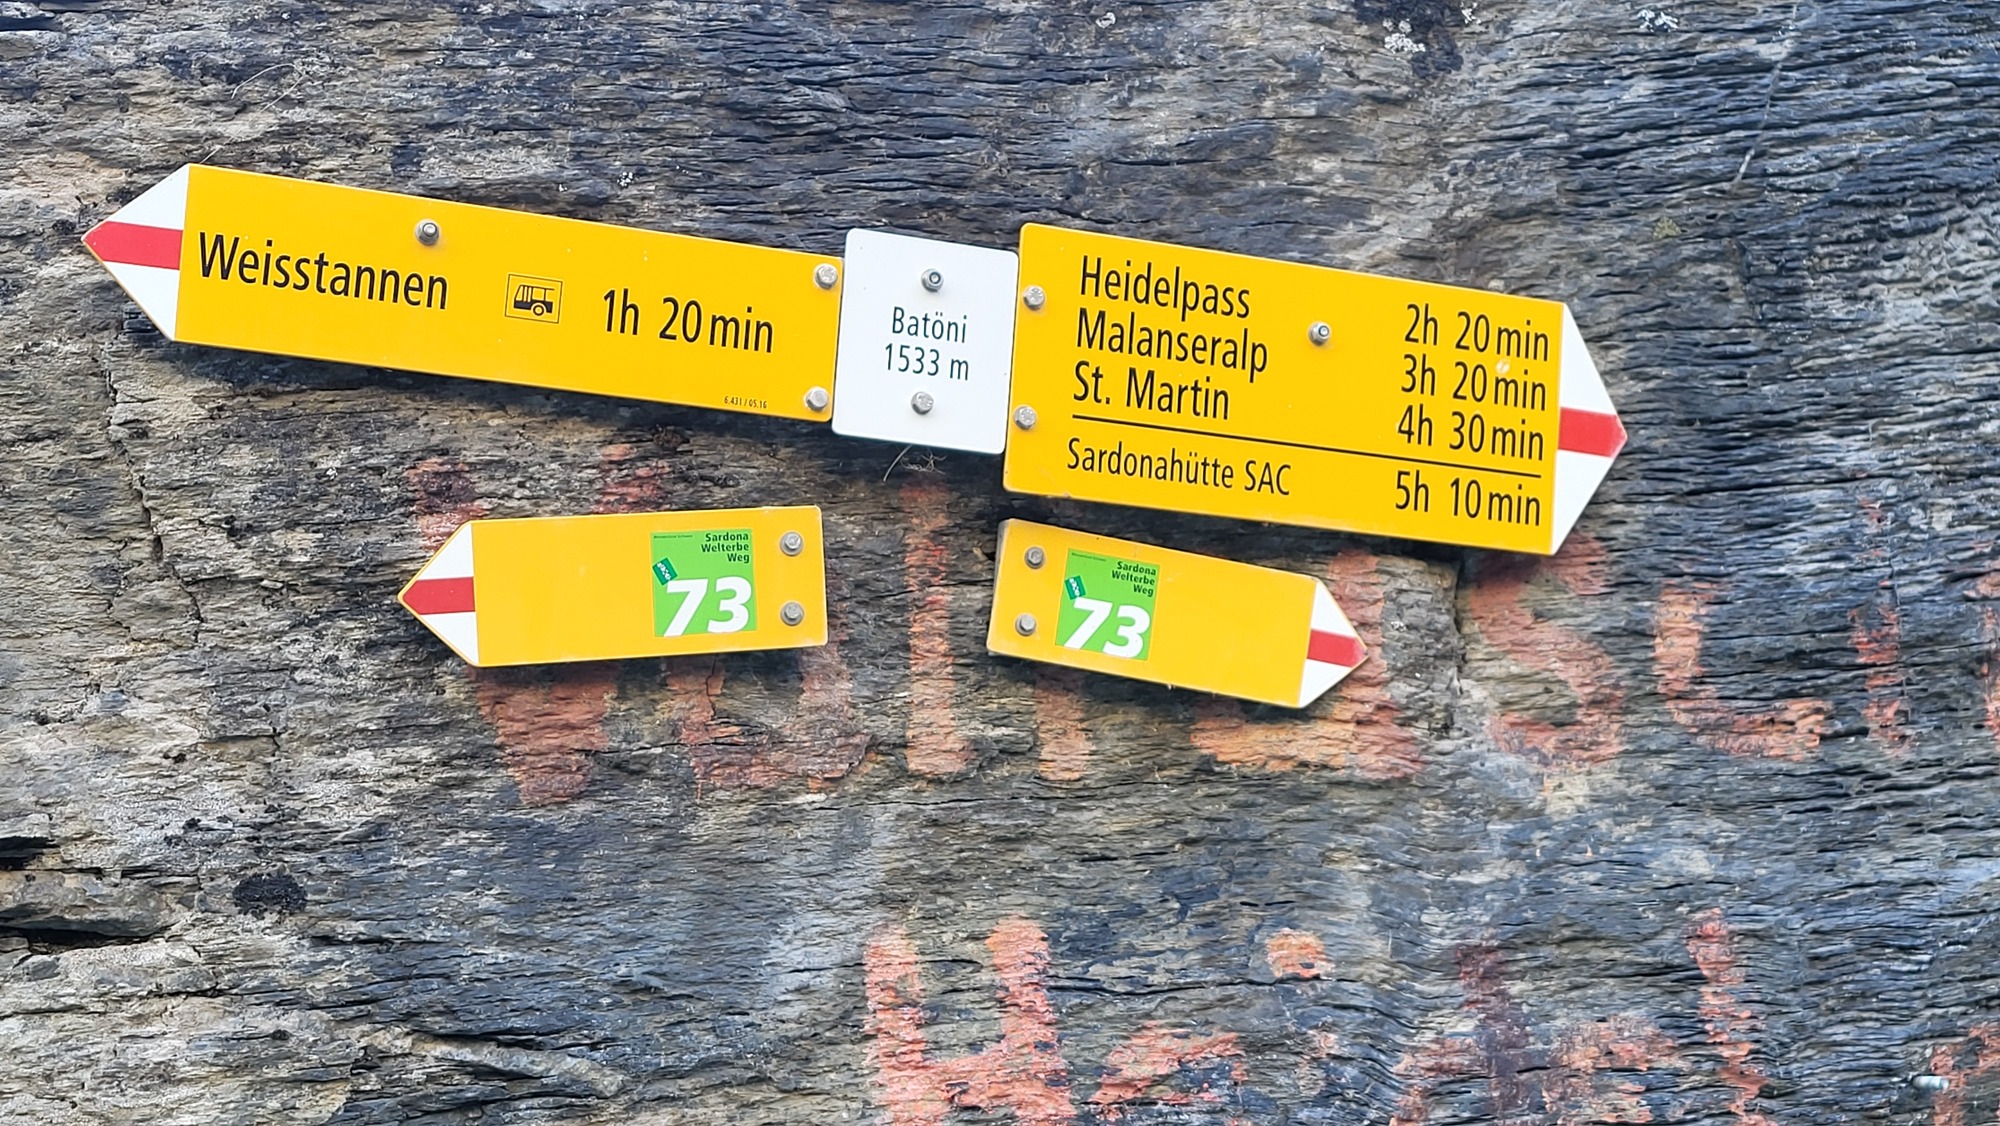 Weisstannen 1h 20min
6.431 / 05.16
Batöni
1533 m
Heidelpass 2h 20min
Malanseralp 3h 20min
St. Martin 4h 30min
Sardonahütte SAC 5h 10min
Sardona
Welterbe
Weg
73
Sardona
Welterbe
Weg
73